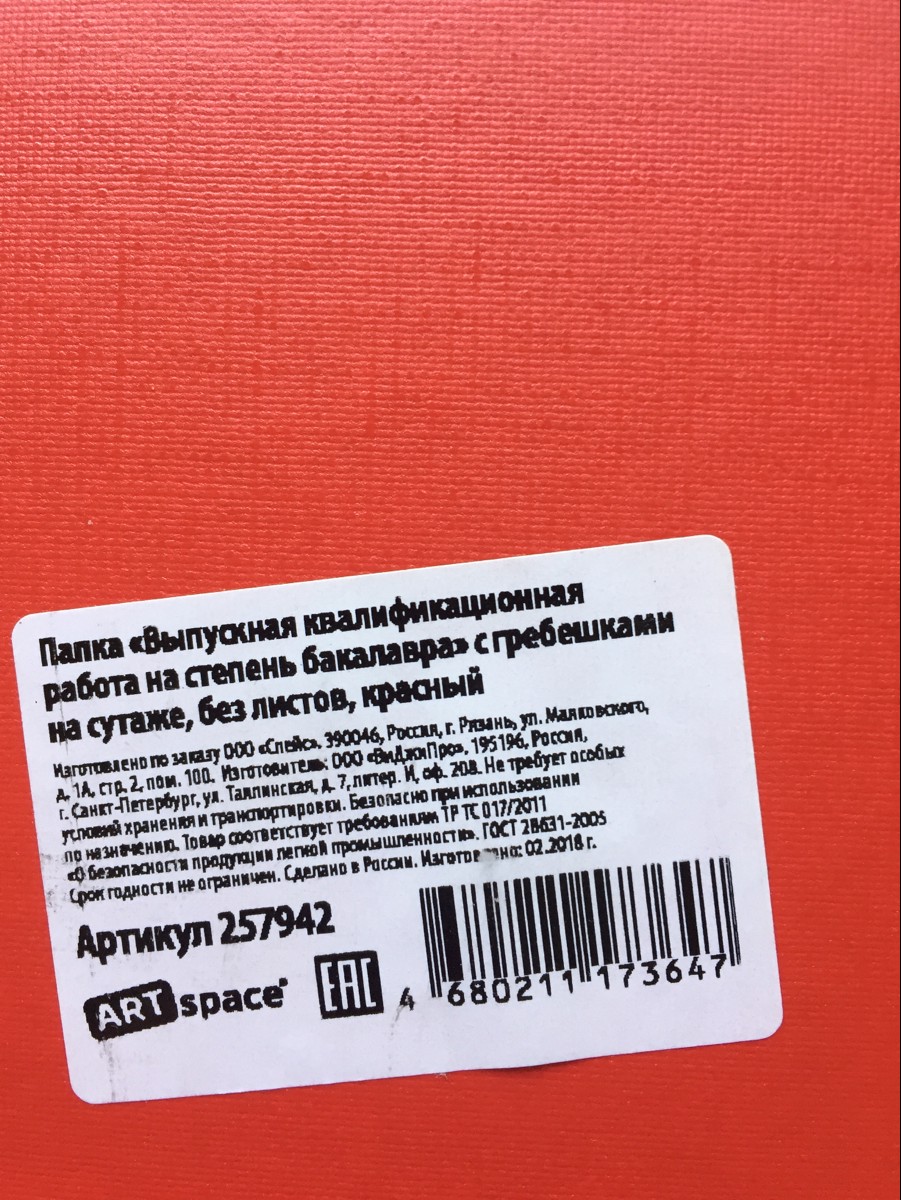 Папка «Выпускная квалификационная
работа на степень бакалавра» с гребешками
на сутаже, без листов, красный
Изготовлено по заказу ООО «Спейс». 390046, Россия, г. Рязань, ул. Маяковского,
д. 1А, стр. 2, пом. 100. Изготовитель: ООО «ВиДжиПро», 195196, Россия,
г. Санкт-Петербург, ул. Таллинская, д. 7, литер. И, оф. 208. Не требует особых
условий хранения и транспортировки. Безопасно при использовании
по назначению. Товар соответствует требованиям ТР ТС 017/2011
«О безопасности продукции легкой промышленности». ГОСТ 28631-2005
Срок годности не ограничен. Сделано в России. 02.2018 г.
Артикул 257942
ART space
EAC
4 680211 173647